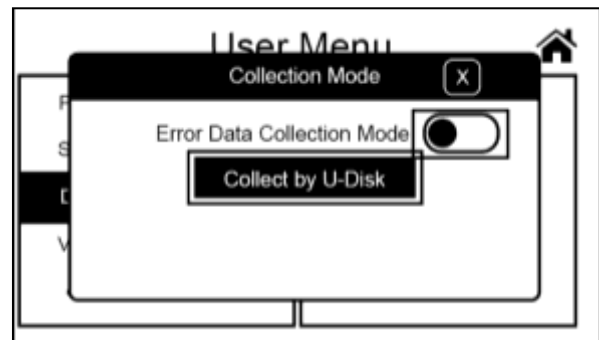 User Menu
Collection Mode
X
Error Data Collection Mode
Collect by U-Disk